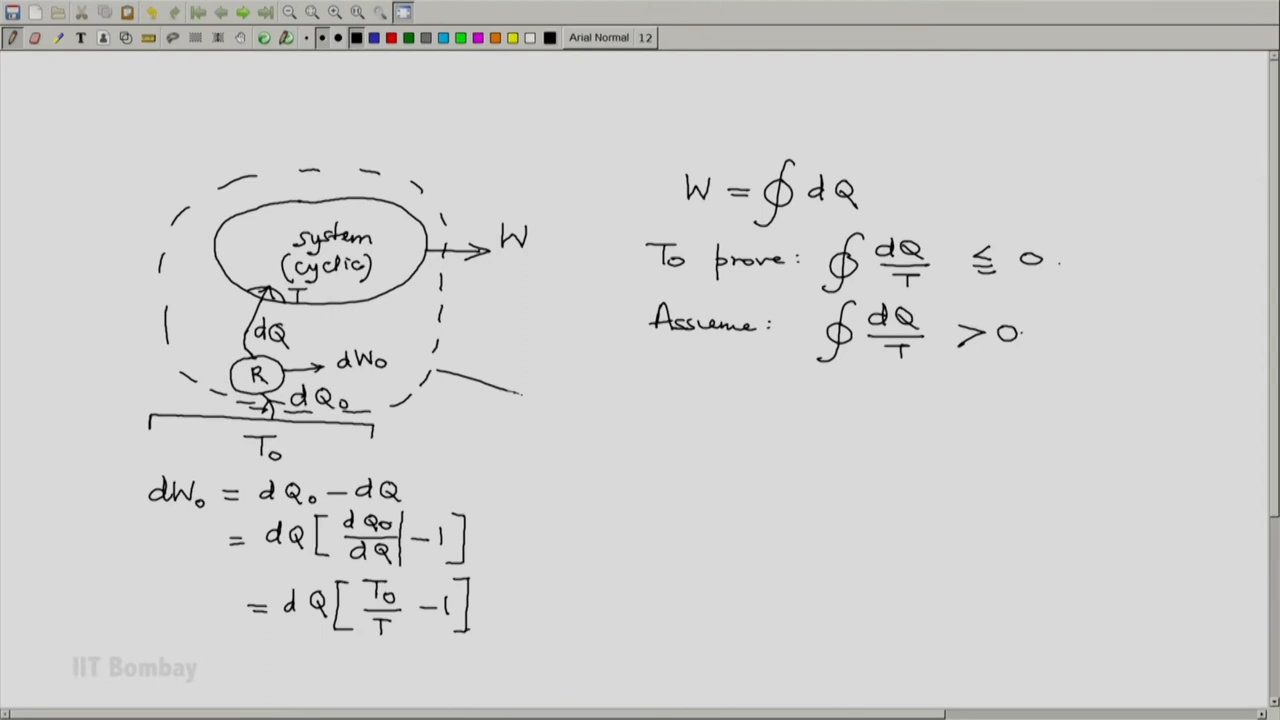 Arial Normal 12
W = ∮ dQ
To prove: ∮ dQ/T ≤ 0.
Assume: ∮ dQ/T > 0.
system
(cyclic)
T
W
dQ
R
dW₀
dQ₀
T₀
dW₀ = dQ₀ − dQ
= dQ [ dQ₀/dQ| − 1 ]
= dQ [ T₀/T − 1 ]
IIT Bombay